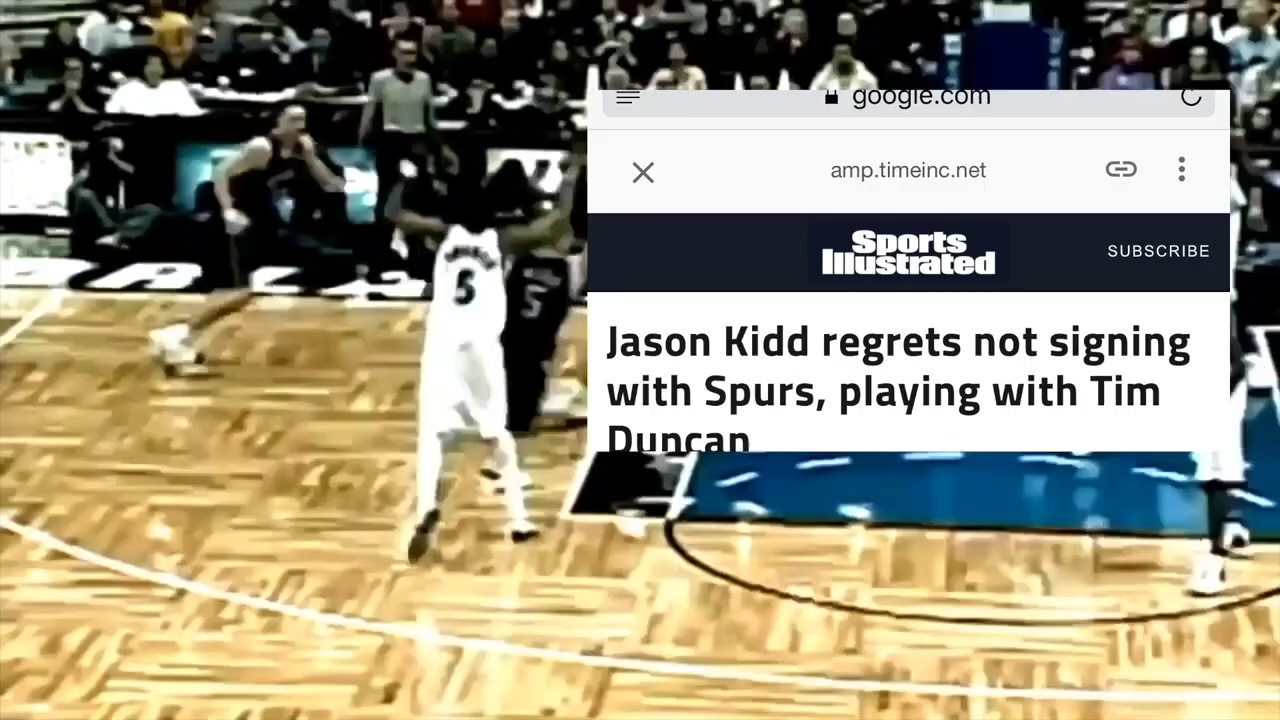 google.com
amp.timeinc.net
Sports
Illustrated
SUBSCRIBE
Jason Kidd regrets not signing
with Spurs, playing with Tim
Duncan
5
5